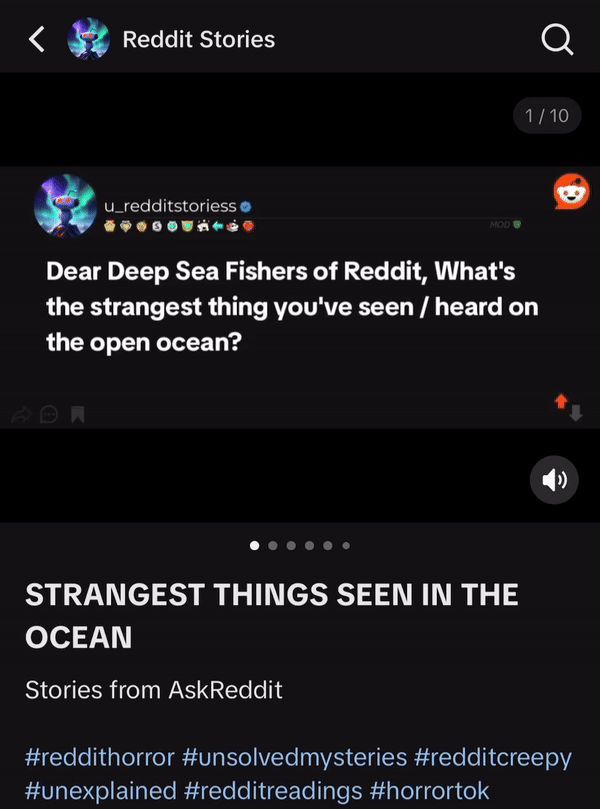 Reddit Stories
1 / 10
u_redditstoriess
MOD
Dear Deep Sea Fishers of Reddit, What's
the strangest thing you've seen / heard on
the open ocean?
STRANGEST THINGS SEEN IN THE
OCEAN
Stories from AskReddit
#reddithorror #unsolvedmysteries #redditcreepy
#unexplained #redditreadings #horrortok